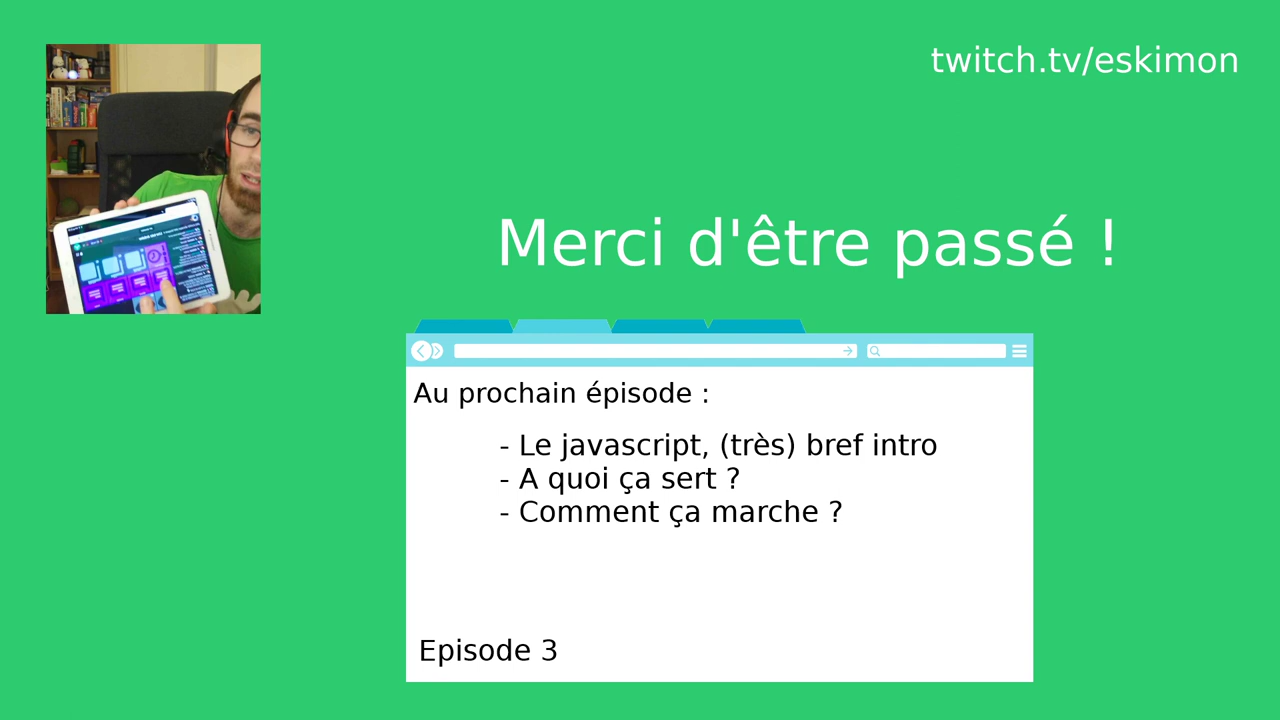 twitch.tv/eskimon
Merci d'être passé !
Au prochain épisode :
- Le javascript, (très) bref intro
- A quoi ça sert ?
- Comment ça marche ?
Episode 3